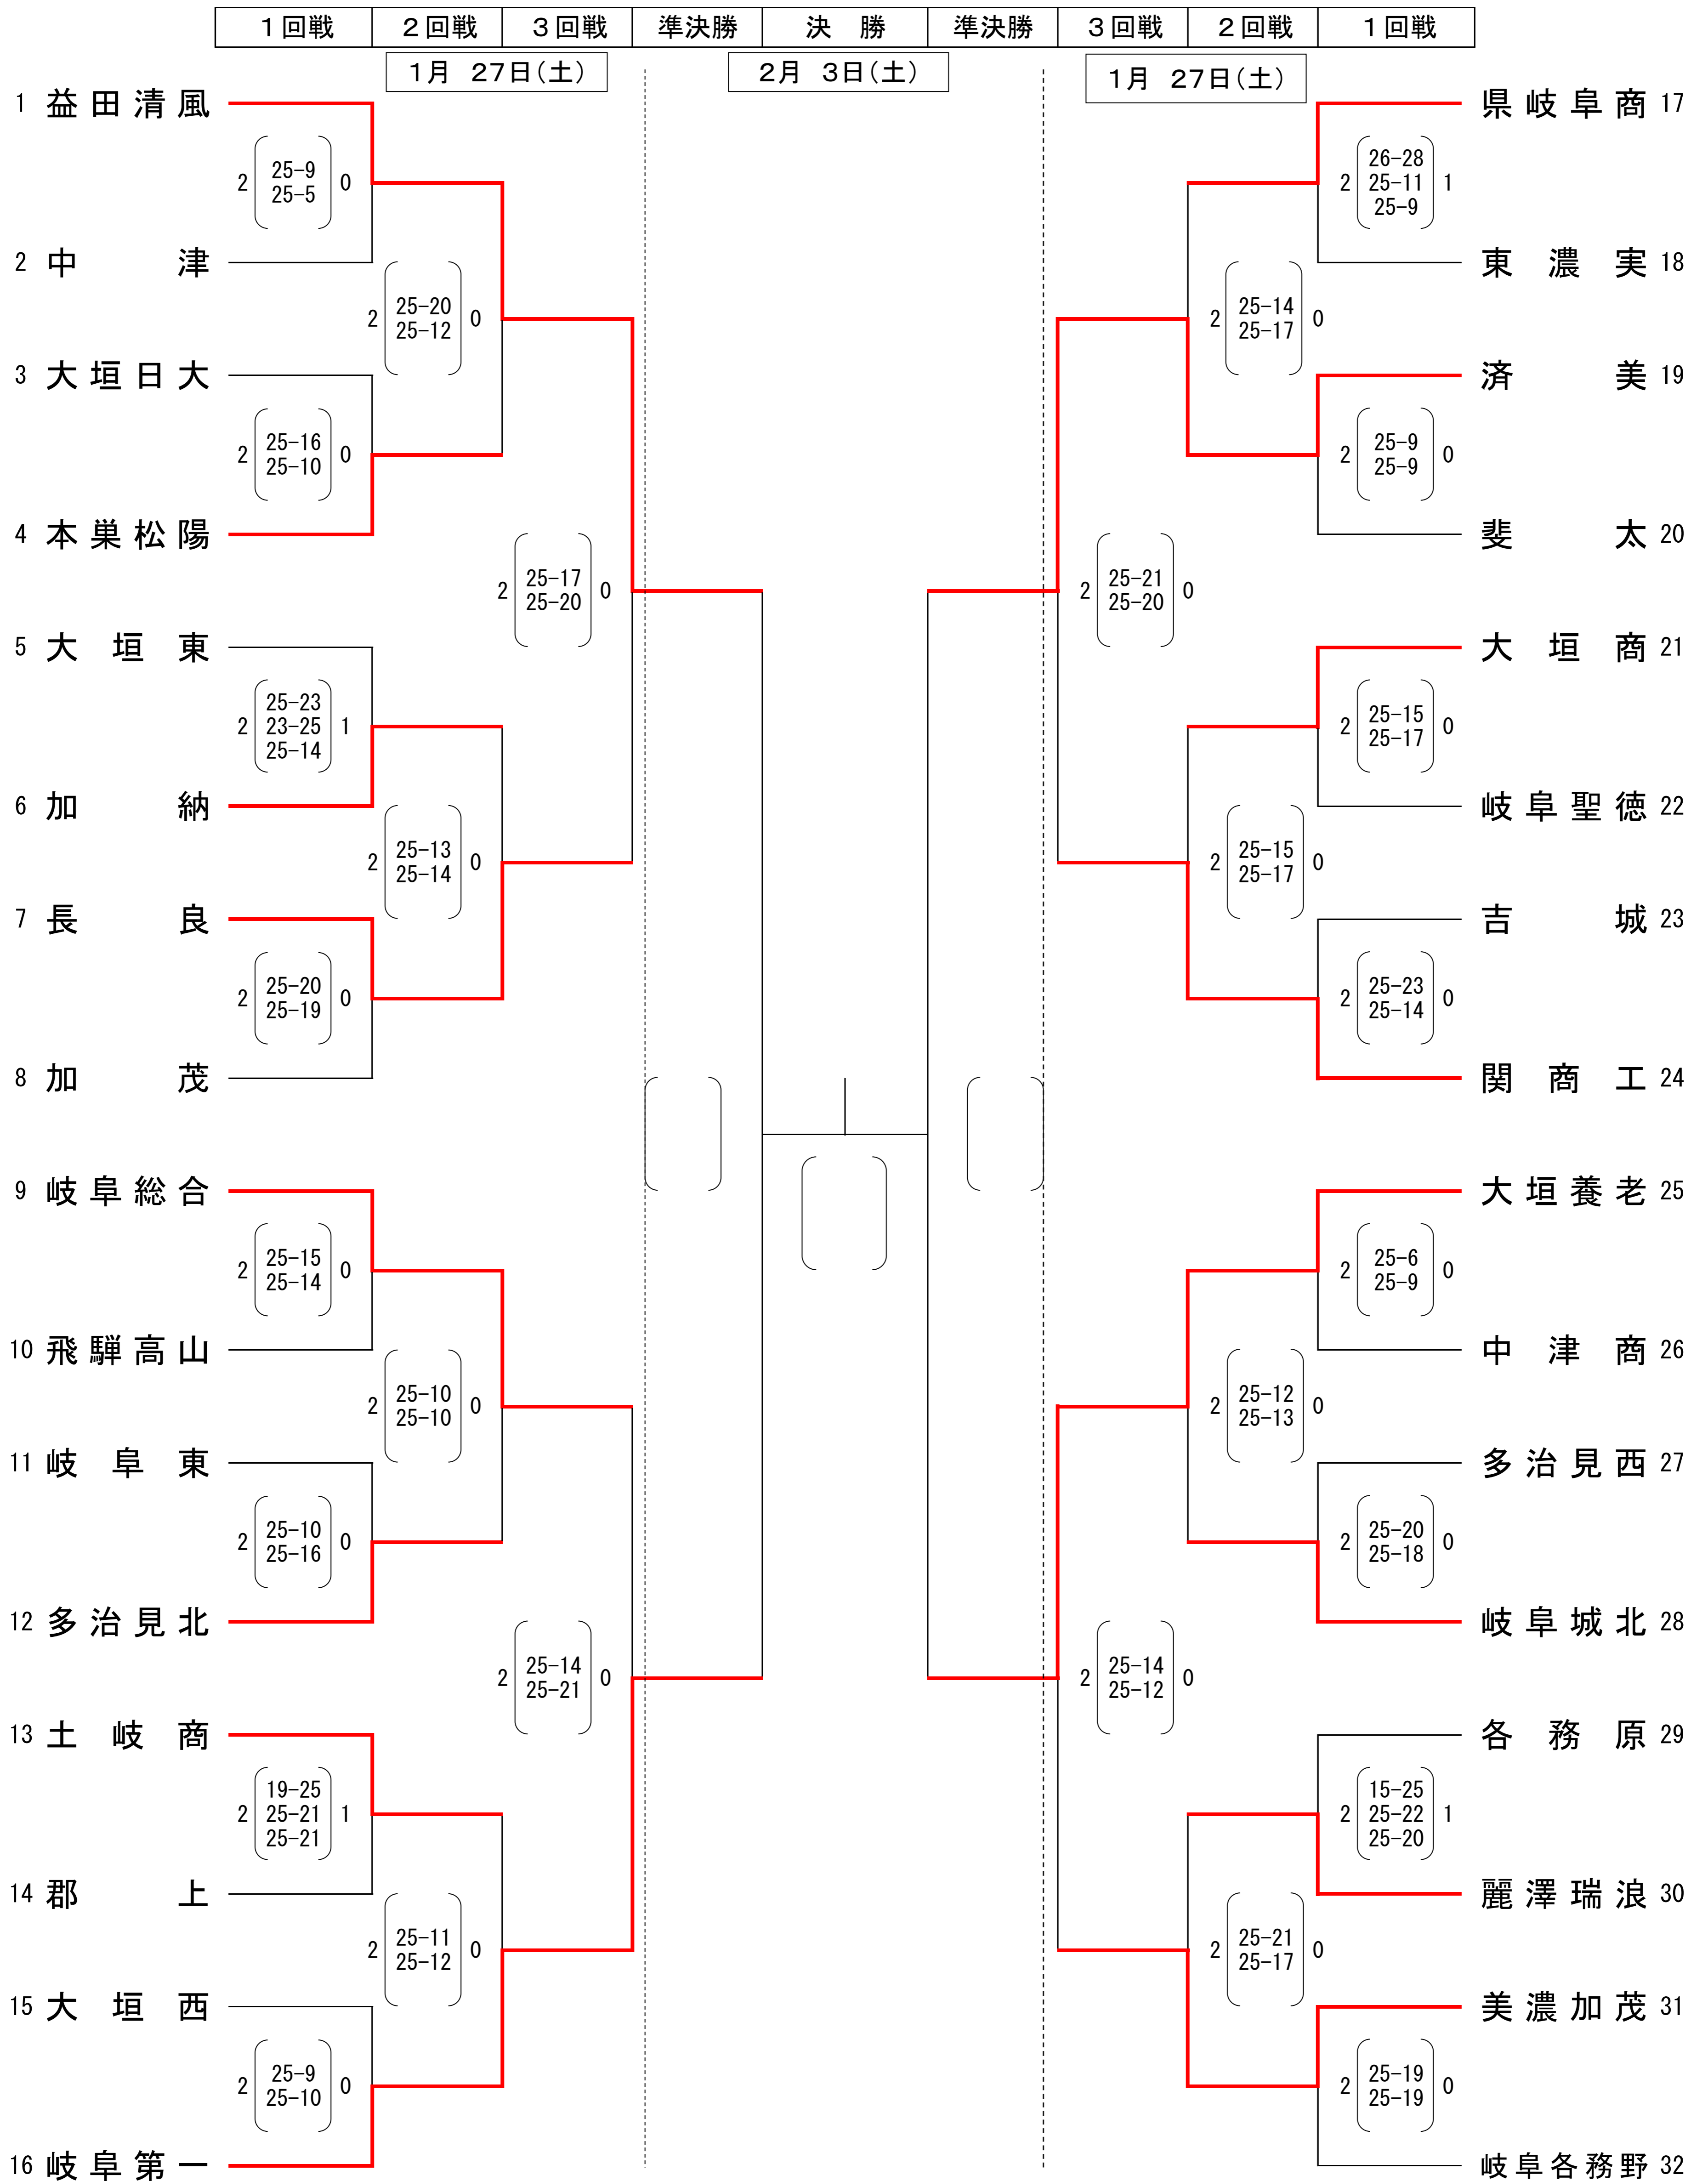 1回戦 2回戦 3回戦 準決勝 決 勝 準決勝 3回戦 2回戦 1回戦
1月 27日(土) 2月 3日(土) 1月 27日(土)
1 益田清風
2 25-9 0
25-5
2 中津
2 25-20 0
25-12
3 大垣日大
2 25-16 0
25-10
4 本巣松陽
2 25-17 0
25-20
5 大垣東
25-23
2 23-25 1
25-14
6 加納
2 25-13 0
25-14
7 長良
2 25-20 0
25-19
8 加茂
9 岐阜総合
2 25-15 0
25-14
10 飛騨高山
2 25-10 0
25-10
11 岐阜東
2 25-10 0
25-16
12 多治見北
2 25-14 0
25-21
13 土岐商
19-25
2 25-21 1
25-21
14 郡上
2 25-11 0
25-12
15 大垣西
2 25-9 0
25-10
16 岐阜第一
県岐阜商 17
26-28
2 25-11 1
25-9
東濃実 18
2 25-14 0
25-17
済美 19
2 25-9 0
25-9
斐太 20
2 25-21 0
25-20
大垣商 21
2 25-15 0
25-17
岐阜聖徳 22
2 25-15 0
25-17
吉城 23
2 25-23 0
25-14
関商工 24
大垣養老 25
2 25-6 0
25-9
中津商 26
2 25-12 0
25-13
多治見西 27
2 25-20 0
25-18
岐阜城北 28
2 25-14 0
25-12
各務原 29
15-25
2 25-22 1
25-20
麗澤瑞浪 30
2 25-21 0
25-17
美濃加茂 31
2 25-19 0
25-19
岐阜各務野 32